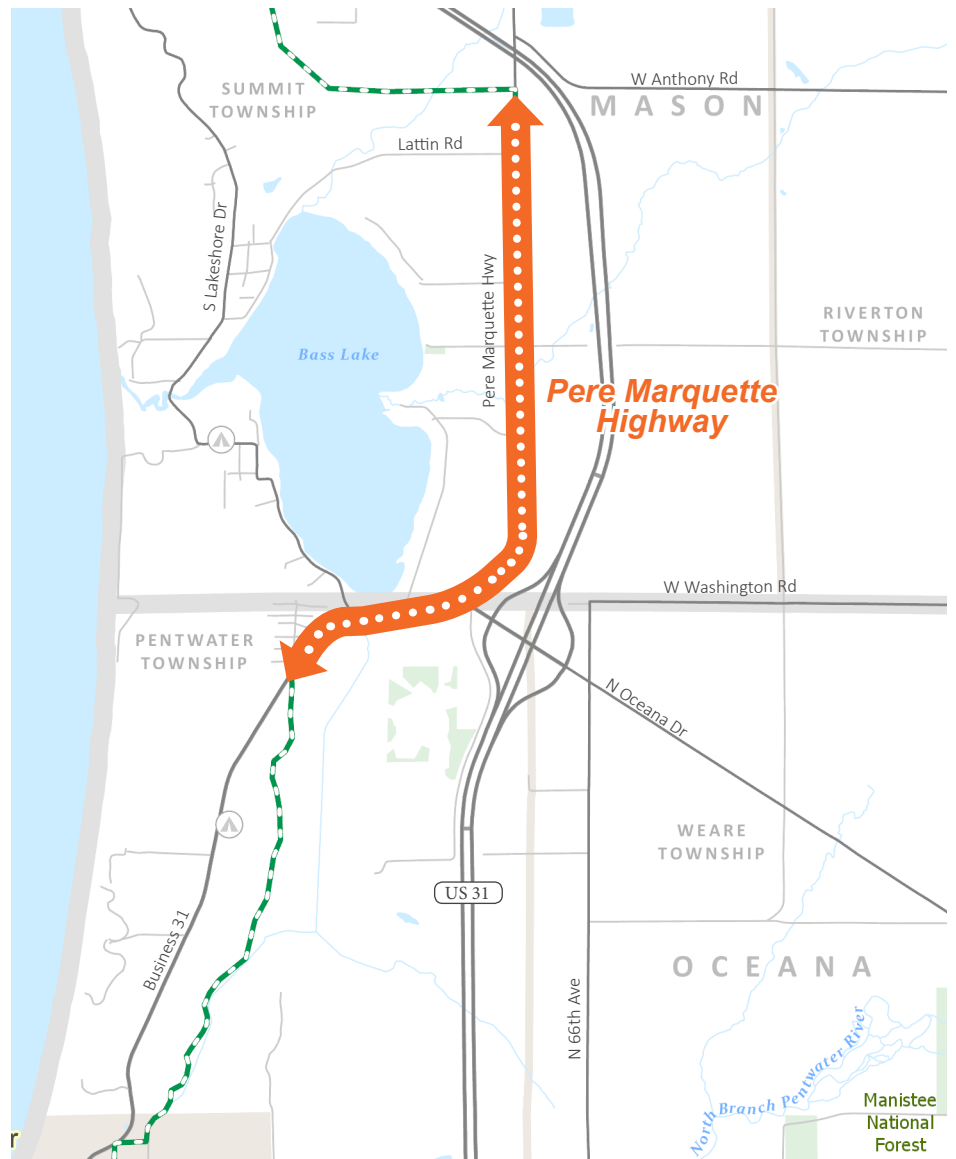 W Anthony Rd
SUMMIT
TOWNSHIP
MASON
Lattin Rd
S Lakeshore Dr
Pere Marquette Hwy
RIVERTON
TOWNSHIP
Bass Lake
Pere Marquette
Highway
W Washington Rd
PENTWATER
TOWNSHIP
N Oceana Dr
WEARE
TOWNSHIP
US 31
Business 31
OCEANA
N 66th Ave
North Branch Pentwater River
Manistee
National
Forest
r